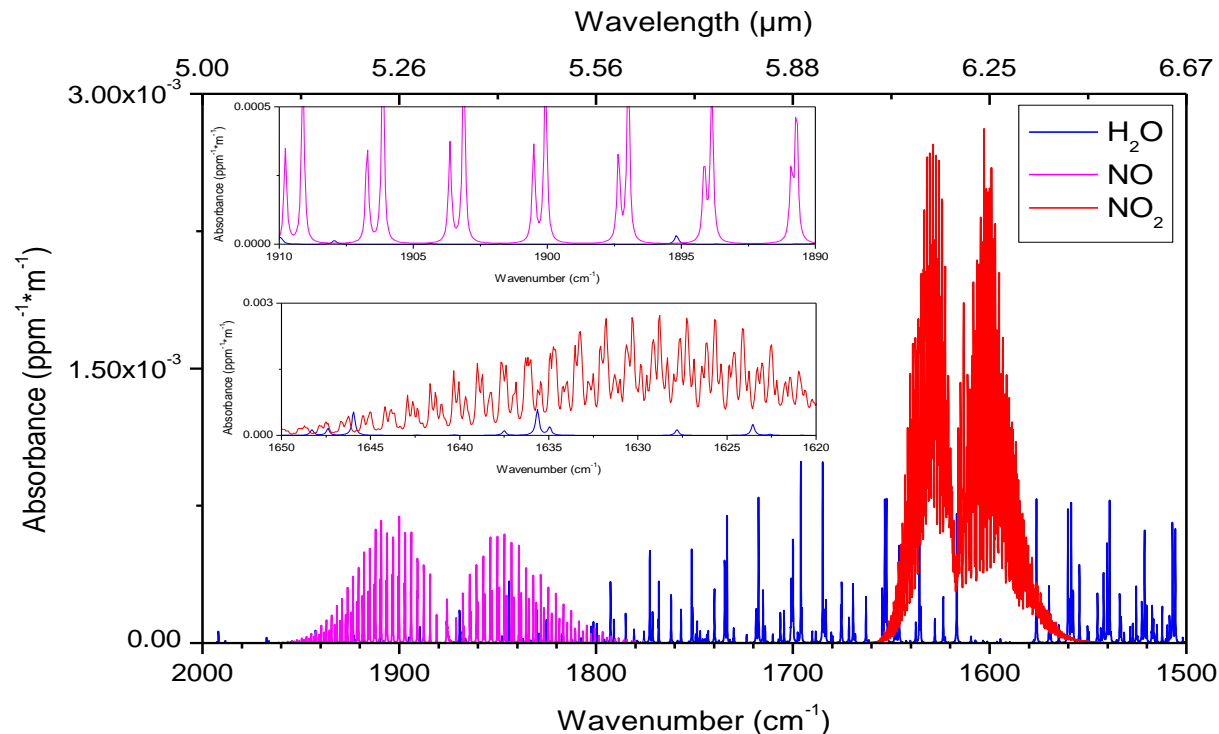 Wavelength (µm)
5.00 5.26 5.56 5.88 6.25 6.67
3.00x10⁻³
1.50x10⁻³
0.00
Absorbance (ppm⁻¹*m⁻¹)
0.0005
0.0000
Absorbance (ppm⁻¹*m⁻¹)
1910 1905 1900 1895 1890
Wavenumber (cm⁻¹)
0.003
0.000
Absorbance (ppm⁻¹*m⁻¹)
1650 1645 1640 1635 1630 1625 1620
Wavenumber (cm⁻¹)
H₂O
NO
NO₂
2000 1900 1800 1700 1600 1500
Wavenumber (cm⁻¹)